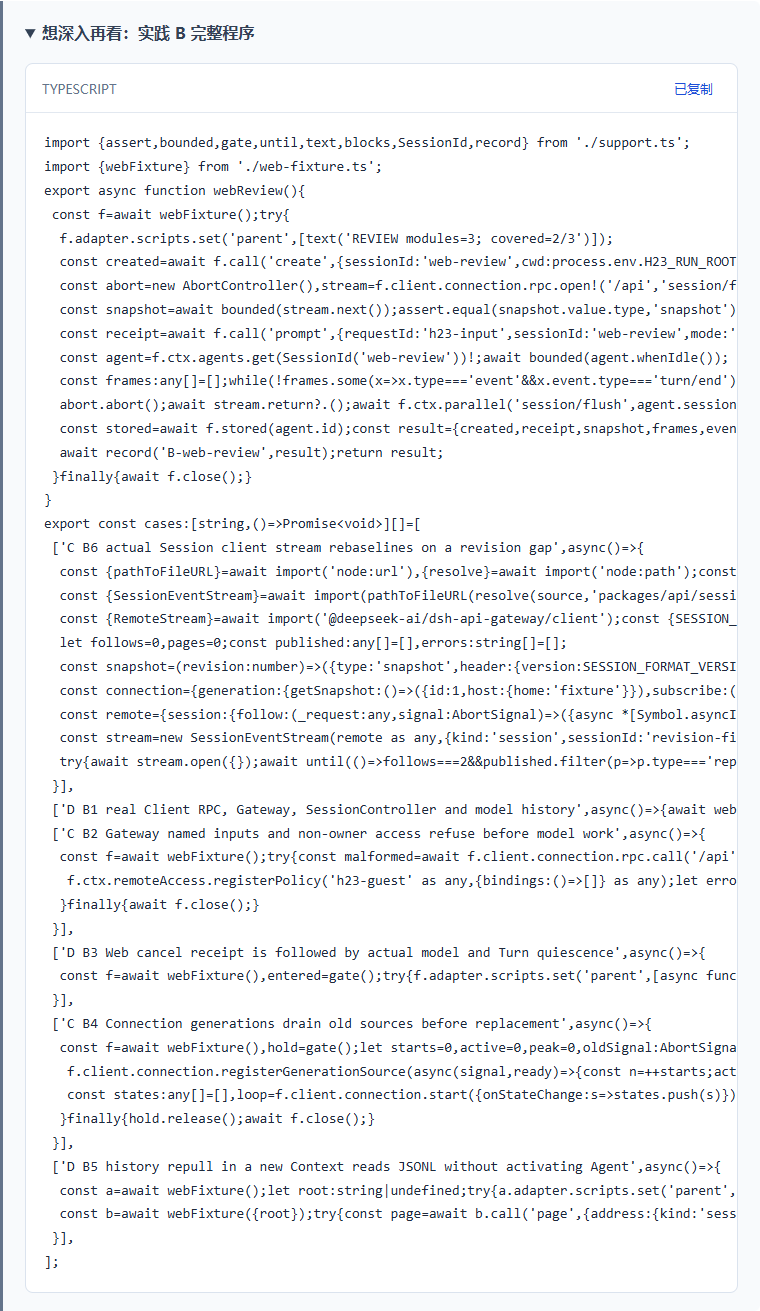 ▼ 想深入再看：实践 B 完整程序
TYPESCRIPT
已复制
import {assert,bounded,gate,until,text,blocks,SessionId,record} from './support.ts';
import {webFixture} from './web-fixture.ts';
export async function webReview(){
 const f=await webFixture();try{
  f.adapter.scripts.set('parent',[text('REVIEW modules=3; covered=2/3')]);
  const created=await f.call('create',{sessionId:'web-review',cwd:process.env.H23_RUN_ROOT
  const abort=new AbortController(),stream=f.client.connection.rpc.open!('/api','session/f
  const snapshot=await bounded(stream.next());assert.equal(snapshot.value.type,'snapshot')
  const receipt=await f.call('prompt',{requestId:'h23-input',sessionId:'web-review',mode:'
  const agent=f.ctx.agents.get(SessionId('web-review'))!;await bounded(agent.whenIdle());
  const frames:any[]=[];while(!frames.some(x=>x.type==='event'&&x.event.type==='turn/end')
  abort.abort();await stream.return?.();await f.ctx.parallel('session/flush',agent.session
  const stored=await f.stored(agent.id);const result={created,receipt,snapshot,frames,even
  await record('B-web-review',result);return result;
 }finally{await f.close();}
}
export const cases:[string,()=>Promise<void>][]=[
 ['C B6 actual Session client stream rebaselines on a revision gap',async()=>{
  const {pathToFileURL}=await import('node:url'),{resolve}=await import('node:path');const
  const {SessionEventStream}=await import(pathToFileURL(resolve(source,'packages/api/sessi
  const {RemoteStream}=await import('@deepseek-ai/dsh-api-gateway/client');const {SESSION_
  let follows=0,pages=0;const published:any[]=[],errors:string[]=[];
  const snapshot=(revision:number)=>({type:'snapshot',header:{version:SESSION_FORMAT_VERSI
  const connection={generation:{getSnapshot:()=>({id:1,host:{home:'fixture'}}),subscribe:(
  const remote={session:{follow:(_request:any,signal:AbortSignal)=>({async *[Symbol.asyncI
  const stream=new SessionEventStream(remote as any,{kind:'session',sessionId:'revision-fi
  try{await stream.open({});await until(()=>follows===2&&published.filter(p=>p.type==='rep
 }],
 ['D B1 real Client RPC, Gateway, SessionController and model history',async()=>{await web
 ['C B2 Gateway named inputs and non-owner access refuse before model work',async()=>{
  const f=await webFixture();try{const malformed=await f.client.connection.rpc.call('/api'
   f.ctx.remoteAccess.registerPolicy('h23-guest' as any,{bindings:()=>[]} as any);let erro
  }finally{await f.close();}
 }],
 ['D B3 Web cancel receipt is followed by actual model and Turn quiescence',async()=>{
  const f=await webFixture(),entered=gate();try{f.adapter.scripts.set('parent',[async func
 }],
 ['C B4 Connection generations drain old sources before replacement',async()=>{
  const f=await webFixture(),hold=gate();let starts=0,active=0,peak=0,oldSignal:AbortSigna
   f.client.connection.registerGenerationSource(async(signal,ready)=>{const n=++starts;act
   const states:any[]=[],loop=f.client.connection.start({onStateChange:s=>states.push(s)})
  }finally{hold.release();await f.close();}
 }],
 ['D B5 history repull in a new Context reads JSONL without activating Agent',async()=>{
  const a=await webFixture();let root:string|undefined;try{a.adapter.scripts.set('parent',
  const b=await webFixture({root});try{const page=await b.call('page',{address:{kind:'sess
 }],
];